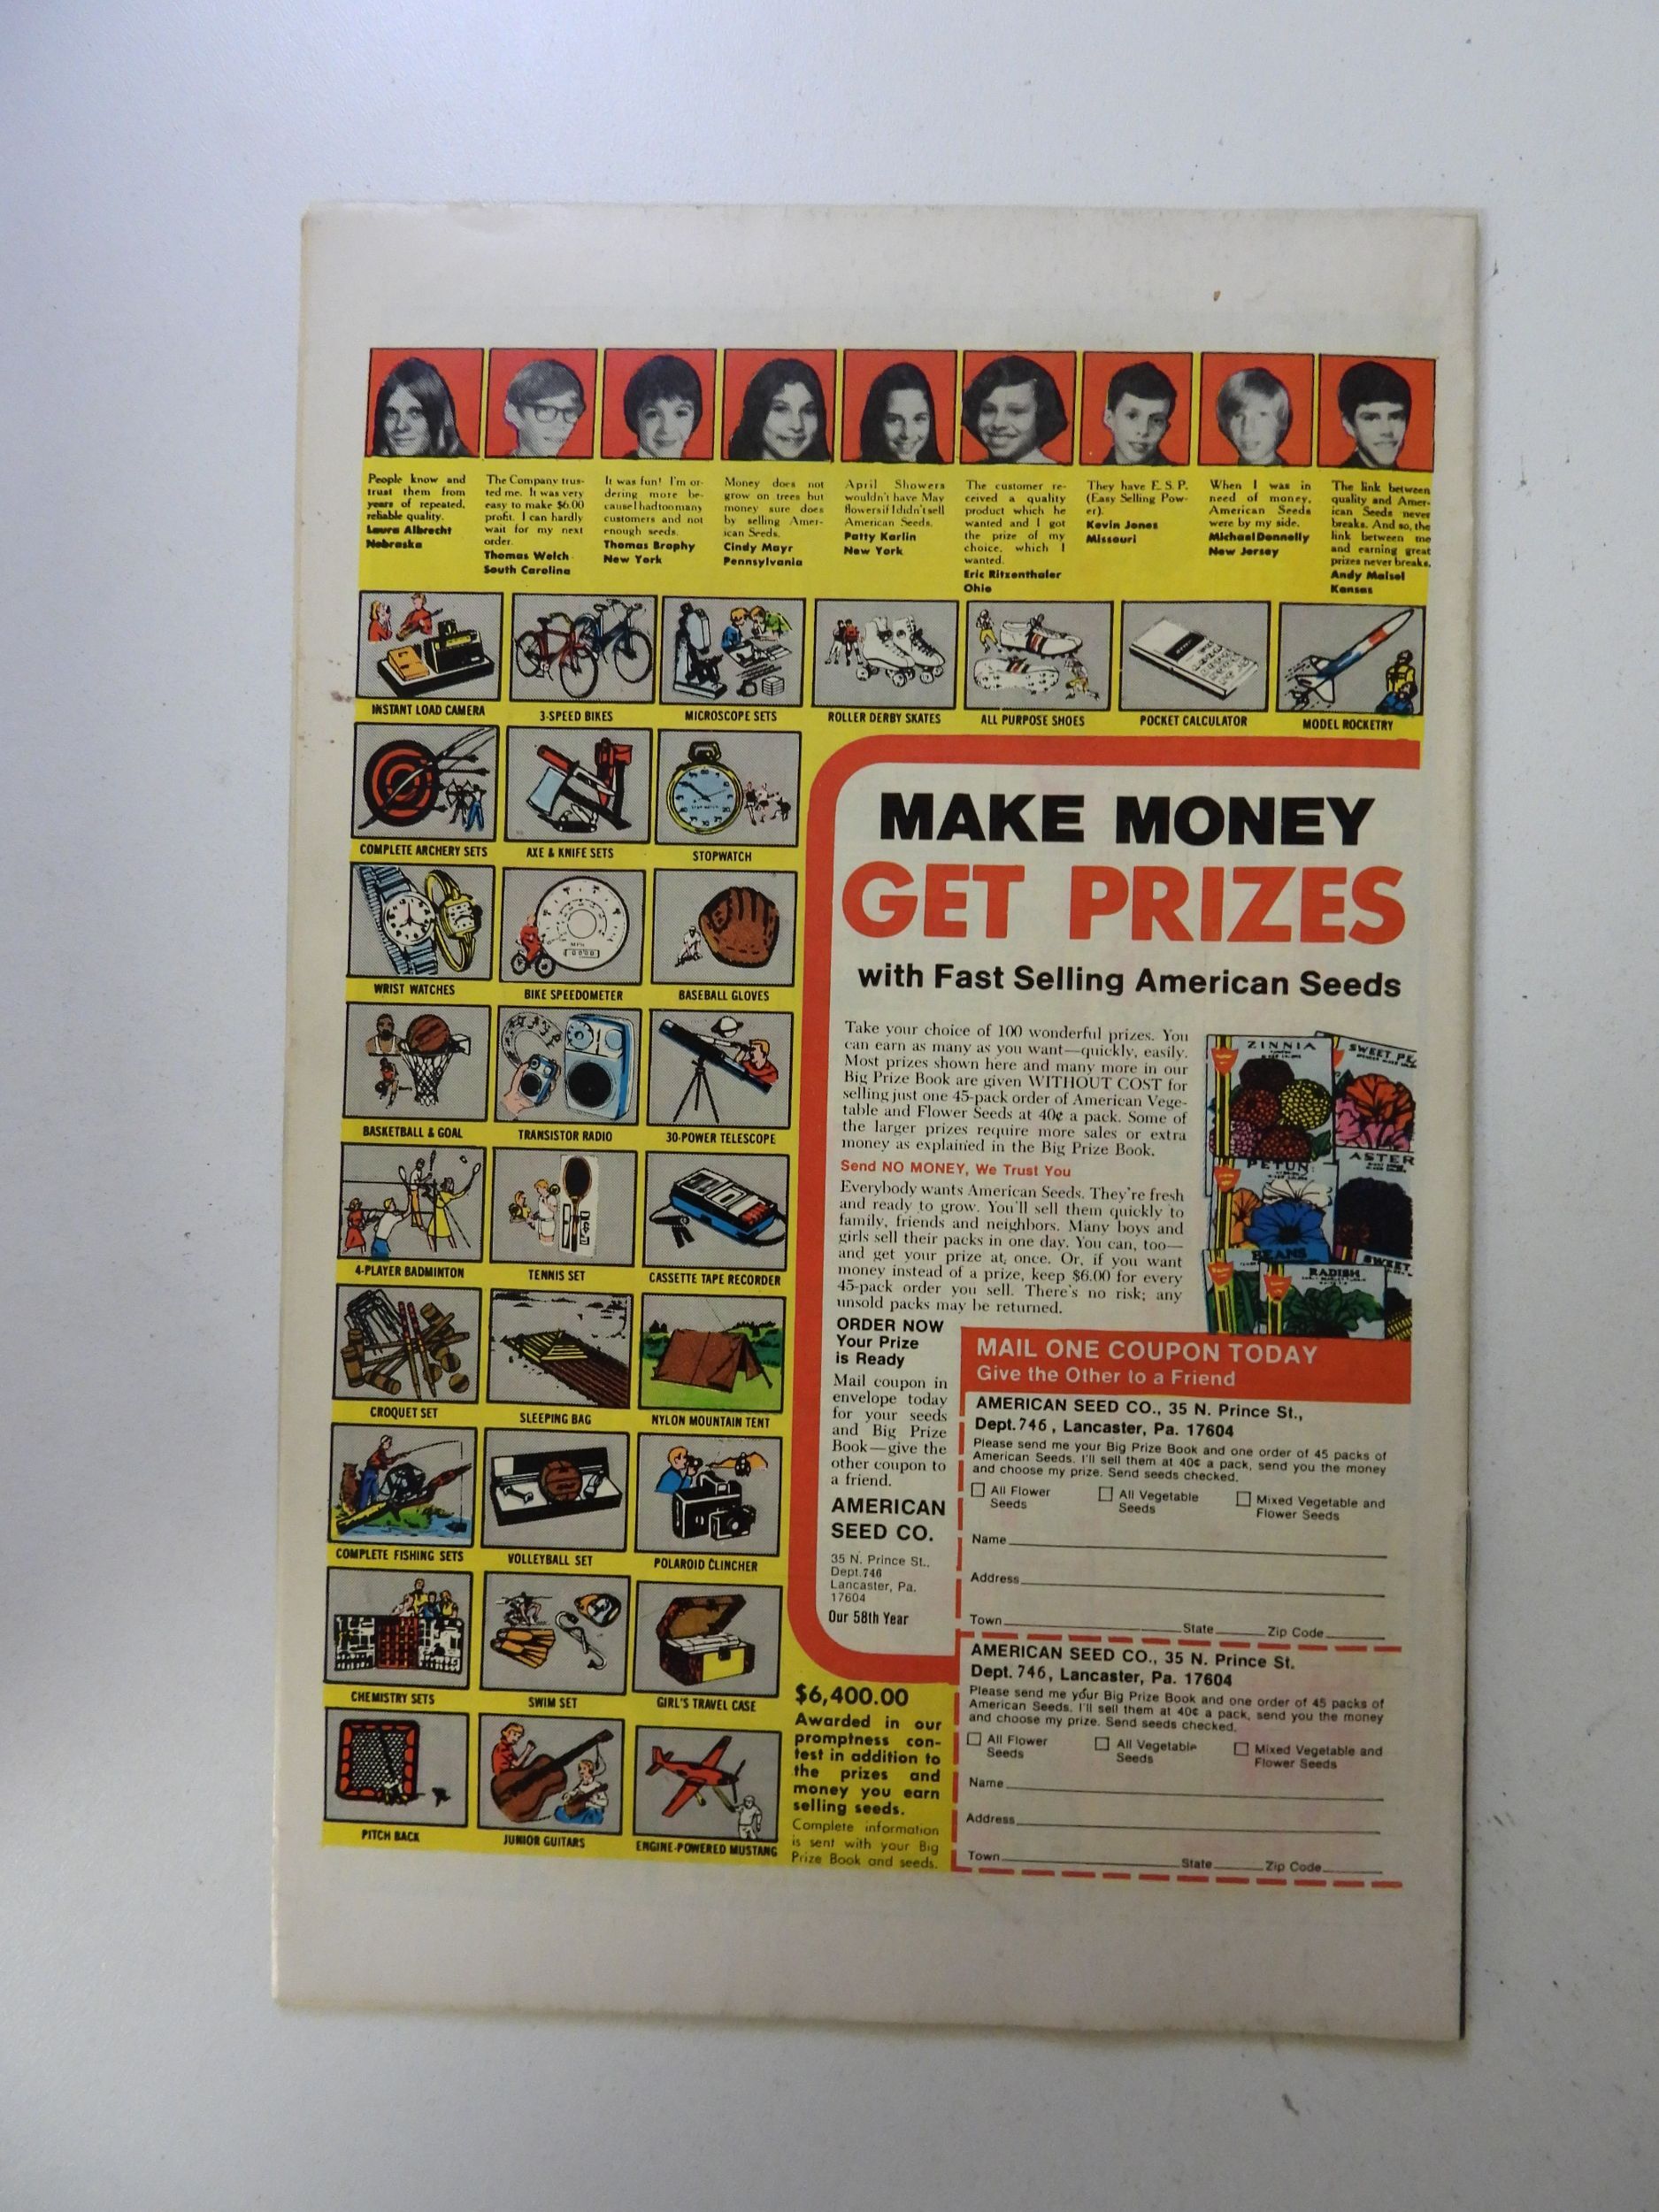 People know and
trust them from
years of repeated,
reliable quality.
Laura Albrecht
Nebraska
The Company trus-
ted me. It was very
easy to make $6.00
profit. I can hardly
wait for my next
order.
Thomas Welch
South Carolina
It was fun! I'm or-
dering more be-
cause I had too many
customers and not
enough seeds.
Thomas Brophy
New York
Money does not
grow on trees but
money sure does
by selling Amer-
ican Seeds.
Cindy Mayr
Pennsylvania
April Showers
wouldn't have May
flowers if I didn't sell
American Seeds.
Patty Karlin
New York
The customer re-
ceived a quality
product which he
wanted and I got
the prize of my
choice, which I
wanted.
Eric Ritzenthaler
Ohio
They have E. S. P.
(Easy Selling Pow-
er).
Kevin Jones
Missouri
When I was in
need of money,
American Seeds
were by my side.
Michael Donnelly
New Jersey
The link between
quality and Amer-
ican Seeds never
breaks. And so, the
link between me
and earning great
prizes never breaks.
Andy Maisel
Kansas
INSTANT LOAD CAMERA
3-SPEED BIKES
MICROSCOPE SETS
ROLLER DERBY SKATES
ALL PURPOSE SHOES
POCKET CALCULATOR
MODEL ROCKETRY
COMPLETE ARCHERY SETS
AXE & KNIFE SETS
STOPWATCH
WRIST WATCHES
BIKE SPEEDOMETER
BASEBALL GLOVES
BASKETBALL & GOAL
TRANSISTOR RADIO
30-POWER TELESCOPE
4-PLAYER BADMINTON
TENNIS SET
CASSETTE TAPE RECORDER
CROQUET SET
SLEEPING BAG
NYLON MOUNTAIN TENT
COMPLETE FISHING SETS
VOLLEYBALL SET
POLAROID CLINCHER
CHEMISTRY SETS
SWIM SET
GIRL'S TRAVEL CASE
PITCH BACK
JUNIOR GUITARS
ENGINE-POWERED MUSTANG
MAKE MONEY
GET PRIZES
with Fast Selling American Seeds
Take your choice of 100 wonderful prizes. You
can earn as many as you want—quickly, easily.
Most prizes shown here and many more in our
Big Prize Book are given WITHOUT COST for
selling just one 45-pack order of American Vege-
table and Flower Seeds at 40¢ a pack. Some of
the larger prizes require more sales or extra
money as explained in the Big Prize Book.
Send NO MONEY, We Trust You
Everybody wants American Seeds. They're fresh
and ready to grow. You'll sell them quickly to
family, friends and neighbors. Many boys and
girls sell their packs in one day. You can, too—
and get your prize at once. Or, if you want
money instead of a prize, keep $6.00 for every
45-pack order you sell. There's no risk; any
unsold packs may be returned.
ZINNIA
SWEET PE
PETUN
ASTER
BEANS
RADISH
SWEET
ORDER NOW
Your Prize
is Ready
Mail coupon in
envelope today
for your seeds
and Big Prize
Book—give the
other coupon to
a friend.
AMERICAN
SEED CO.
35 N. Prince St.,
Dept. 746
Lancaster, Pa.
17604
Our 58th Year
$6,400.00
Awarded in our
promptness con-
test in addition to
the prizes and
money you earn
selling seeds.
Complete information
is sent with your Big
Prize Book and seeds.
MAIL ONE COUPON TODAY
Give the Other to a Friend
AMERICAN SEED CO., 35 N. Prince St.,
Dept. 746, Lancaster, Pa. 17604
Please send me your Big Prize Book and one order of 45 packs of
American Seeds. I'll sell them at 40¢ a pack, send you the money
and choose my prize. Send seeds checked.
All Flower
Seeds
All Vegetable
Seeds
Mixed Vegetable and
Flower Seeds
Name
Address
Town State Zip Code
AMERICAN SEED CO., 35 N. Prince St.
Dept. 746, Lancaster, Pa. 17604
Please send me your Big Prize Book and one order of 45 packs of
American Seeds. I'll sell them at 40¢ a pack, send you the money
and choose my prize. Send seeds checked.
All Flower
Seeds
All Vegetable
Seeds
Mixed Vegetable and
Flower Seeds
Name
Address
Town State Zip Code